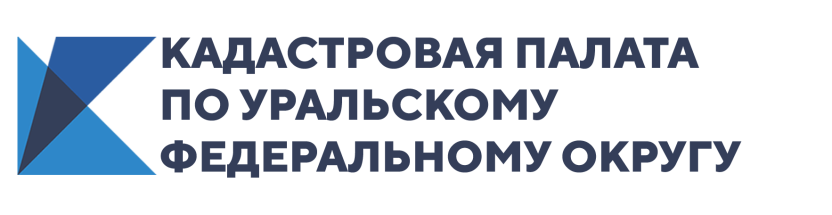 КАДАСТРОВАЯ ПАЛАТА
ПО УРАЛЬСКОМУ
ФЕДЕРАЛЬНОМУ ОКРУГУ